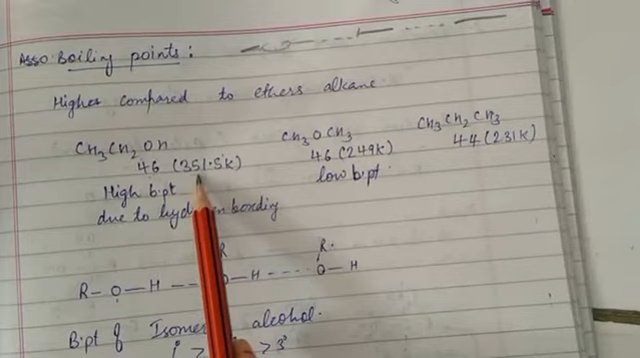 Asso Boiling points:
Higher compared to ethers alkane
CH3CH2OH CH3OCH3 CH3CH2CH3
46 (351.5K) 46 (249K) 44 (231K)
High b.pt low b.pt.
due to
R R.
R-O-H --- O-H ---- O-H
B.pt of alcohol.
1° > > 3°